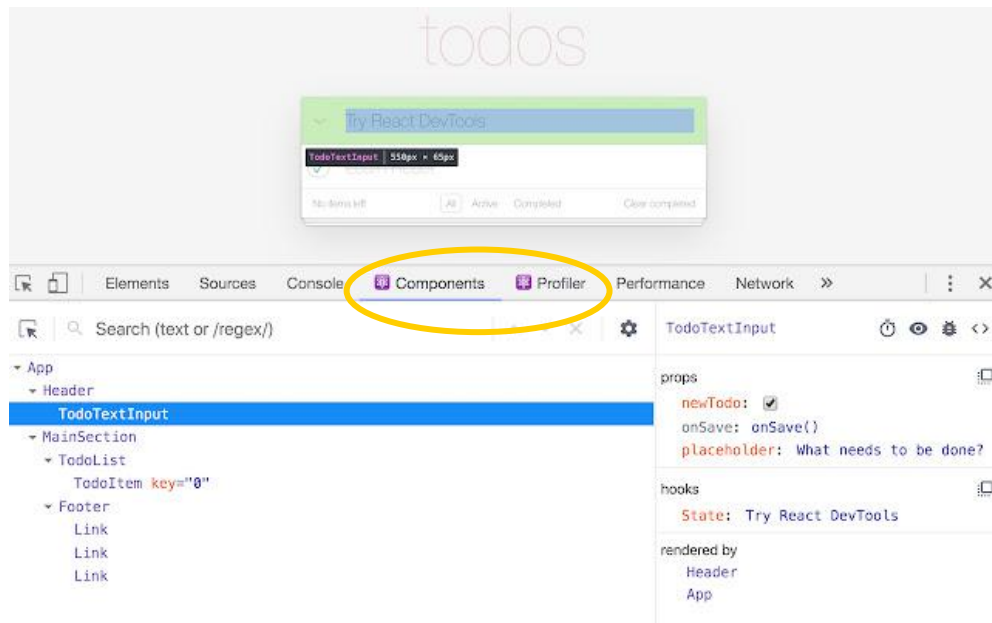 todos
Try React DevTools
TodoTextInput | 550px × 65px
No items left All Active Completed Clear completed
Elements Sources Console Components Profiler Performance Network »
Search (text or /regex/)
TodoTextInput
App
Header
TodoTextInput
MainSection
TodoList
TodoItem key="0"
Footer
Link
Link
Link
props
newTodo:
onSave: onSave()
placeholder: What needs to be done?
hooks
State: Try React DevTools
rendered by
Header
App